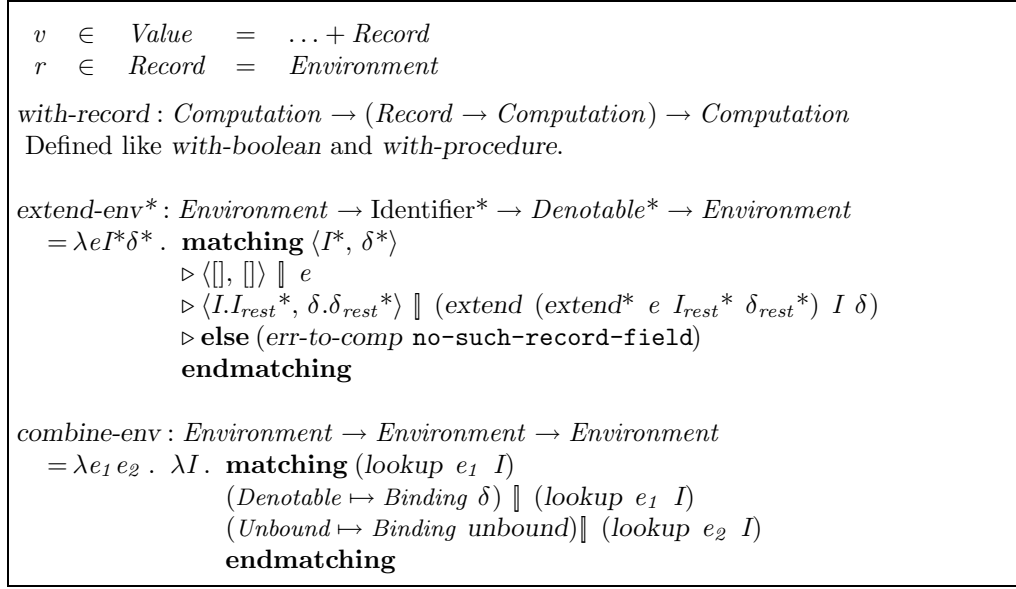 v ∈ Value = … + Record
r ∈ Record = Environment
with-record : Computation → (Record → Computation) → Computation
Defined like with-boolean and with-procedure.
extend-env* : Environment → Identifier* → Denotable* → Environment
= λeI*δ* . matching ⟨I*, δ*⟩
▷ ⟨[], []⟩ ⫿ e
▷ ⟨I.I_rest*, δ.δ_rest*⟩ ⫿ (extend (extend* e I_rest* δ_rest*) I δ)
▷ else (err-to-comp no-such-record-field)
endmatching
combine-env : Environment → Environment → Environment
= λe₁e₂ . λI . matching (lookup e₁ I)
(Denotable ↦ Binding δ) ⫿ (lookup e₁ I)
(Unbound ↦ Binding unbound)⫿ (lookup e₂ I)
endmatching